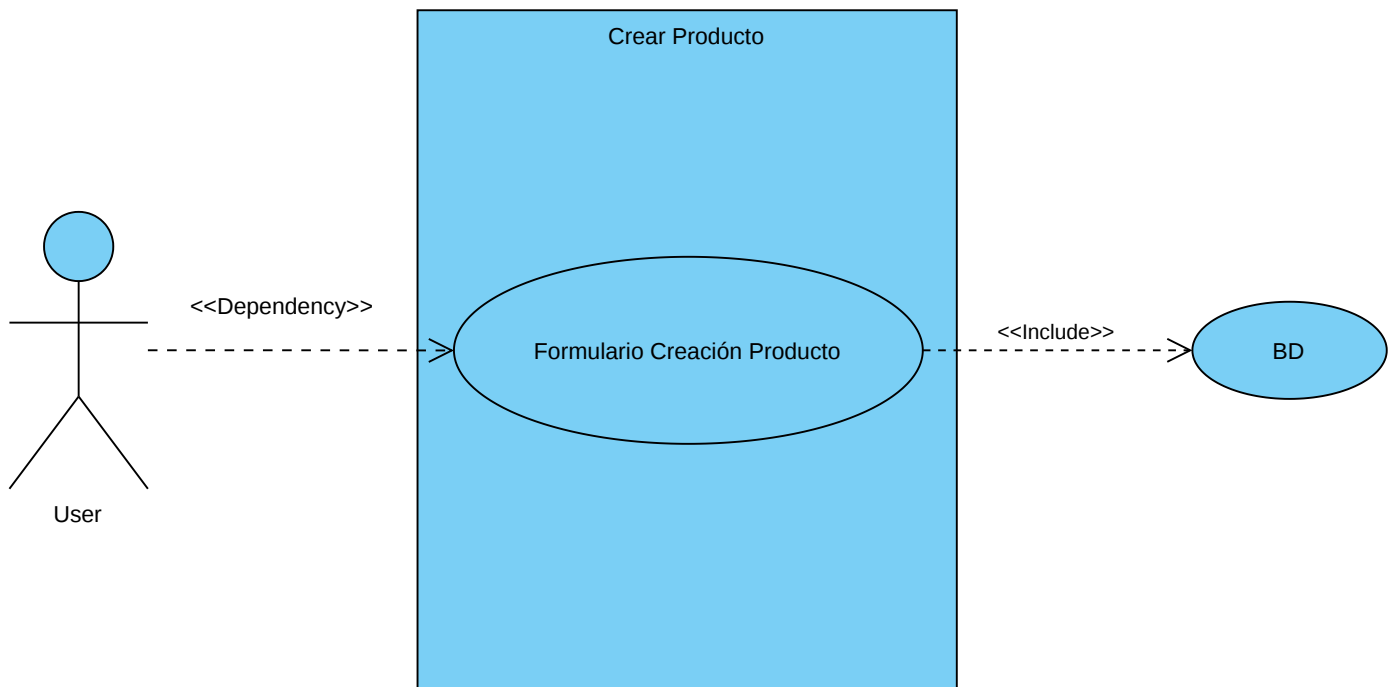 Crear Producto
<<Dependency>>
<<Include>>
Formulario Creación Producto
BD
User